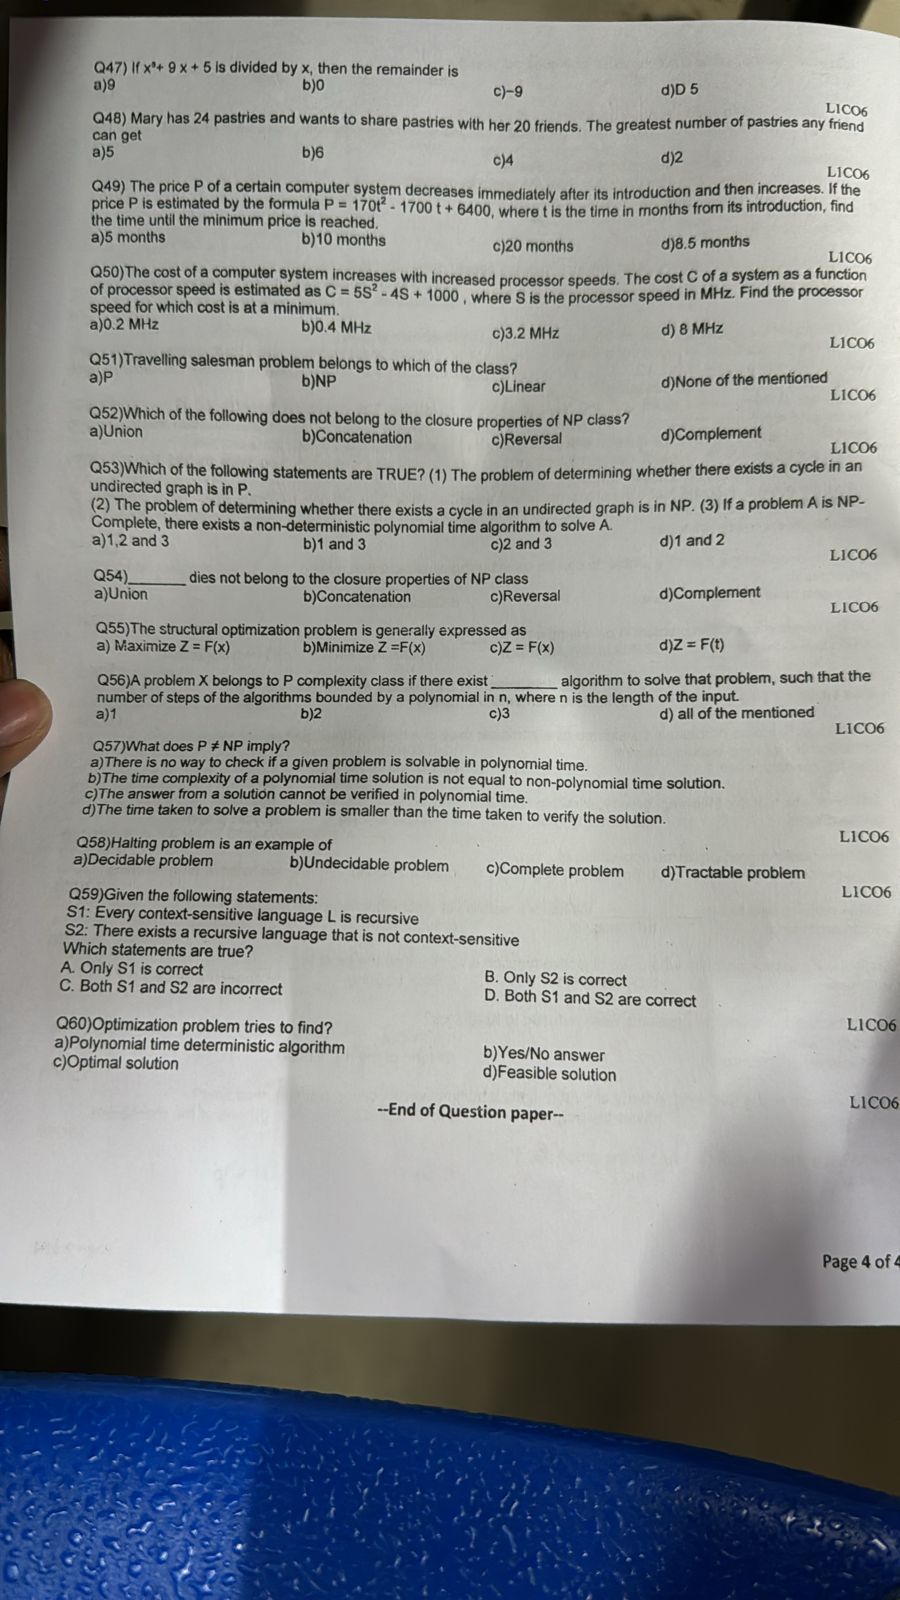 Q47) If x³+ 9 x + 5 is divided by x, then the remainder is
a)9 b)0 c)–9 d)D 5
L1CO6
Q48) Mary has 24 pastries and wants to share pastries with her 20 friends. The greatest number of pastries any friend
can get
a)5 b)6 c)4 d)2
L1CO6
Q49) The price P of a certain computer system decreases immediately after its introduction and then increases. If the
price P is estimated by the formula P = 170t² - 1700 t + 6400, where t is the time in months from its introduction, find
the time until the minimum price is reached.
a)5 months b)10 months c)20 months d)8.5 months
L1CO6
Q50)The cost of a computer system increases with increased processor speeds. The cost C of a system as a function
of processor speed is estimated as C = 5S² - 4S + 1000 , where S is the processor speed in MHz. Find the processor
speed for which cost is at a minimum.
a)0.2 MHz b)0.4 MHz c)3.2 MHz d) 8 MHz
L1CO6
Q51)Travelling salesman problem belongs to which of the class?
a)P b)NP c)Linear d)None of the mentioned
L1CO6
Q52)Which of the following does not belong to the closure properties of NP class?
a)Union b)Concatenation c)Reversal d)Complement
L1CO6
Q53)Which of the following statements are TRUE? (1) The problem of determining whether there exists a cycle in an
undirected graph is in P.
(2) The problem of determining whether there exists a cycle in an undirected graph is in NP. (3) If a problem A is NP-
Complete, there exists a non-deterministic polynomial time algorithm to solve A.
a)1,2 and 3 b)1 and 3 c)2 and 3 d)1 and 2
L1CO6
Q54)_______ dies not belong to the closure properties of NP class
a)Union b)Concatenation c)Reversal d)Complement
L1CO6
Q55)The structural optimization problem is generally expressed as
a) Maximize Z = F(x) b)Minimize Z =F(x) c)Z = F(x) d)Z = F(t)
Q56)A problem X belongs to P complexity class if there exist ________ algorithm to solve that problem, such that the
number of steps of the algorithms bounded by a polynomial in n, where n is the length of the input.
a)1 b)2 c)3 d) all of the mentioned
L1CO6
Q57)What does P ≠ NP imply?
a)There is no way to check if a given problem is solvable in polynomial time.
b)The time complexity of a polynomial time solution is not equal to non-polynomial time solution.
c)The answer from a solution cannot be verified in polynomial time.
d)The time taken to solve a problem is smaller than the time taken to verify the solution.
L1CO6
Q58)Halting problem is an example of
a)Decidable problem b)Undecidable problem c)Complete problem d)Tractable problem
L1CO6
Q59)Given the following statements:
S1: Every context-sensitive language L is recursive
S2: There exists a recursive language that is not context-sensitive
Which statements are true?
A. Only S1 is correct B. Only S2 is correct
C. Both S1 and S2 are incorrect D. Both S1 and S2 are correct
L1CO6
Q60)Optimization problem tries to find?
a)Polynomial time deterministic algorithm b)Yes/No answer
c)Optimal solution d)Feasible solution
L1CO6
--End of Question paper--
Page 4 of 4